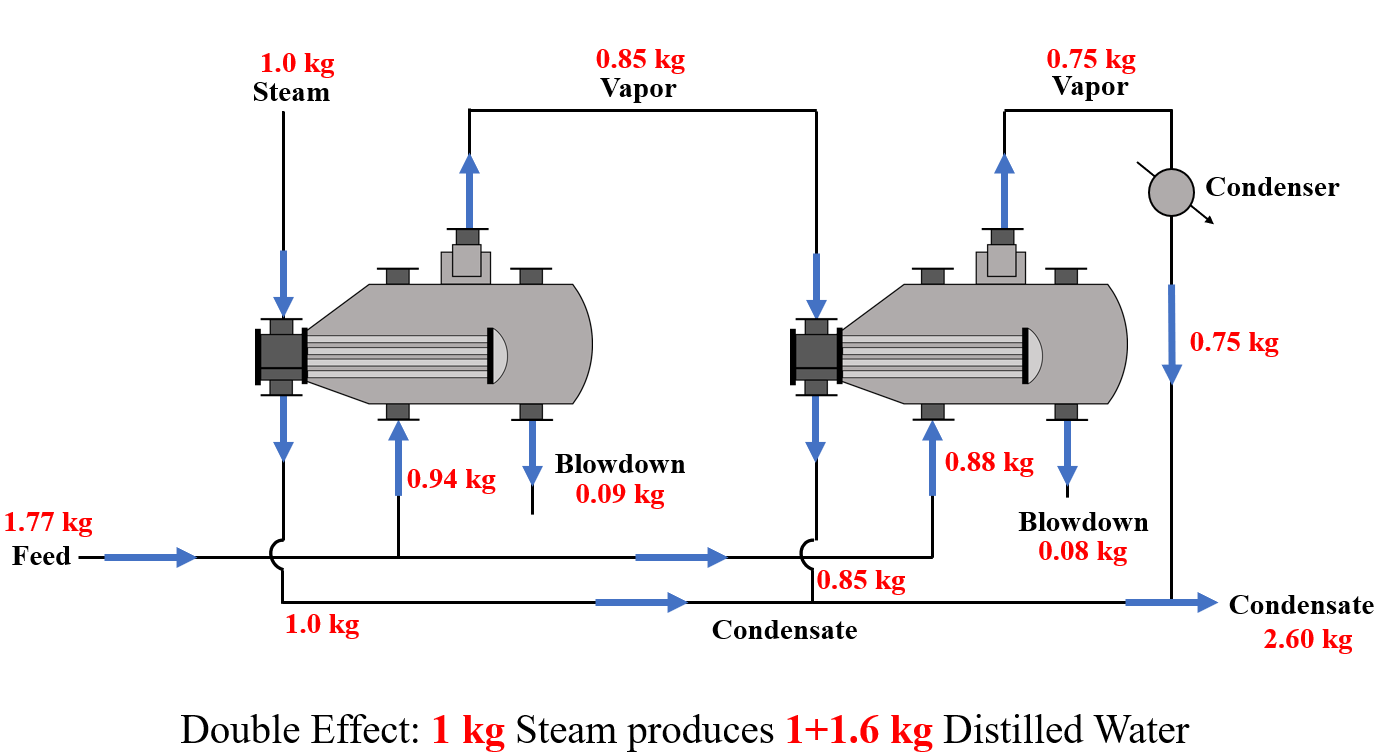 1.0 kg
Steam
0.85 kg
Vapor
0.75 kg
Vapor
Condenser
0.75 kg
0.94 kg
Blowdown
0.09 kg
0.88 kg
Blowdown
0.08 kg
1.77 kg
Feed
0.85 kg
1.0 kg
Condensate
Condensate
2.60 kg
Double Effect: 1 kg Steam produces 1+1.6 kg Distilled Water